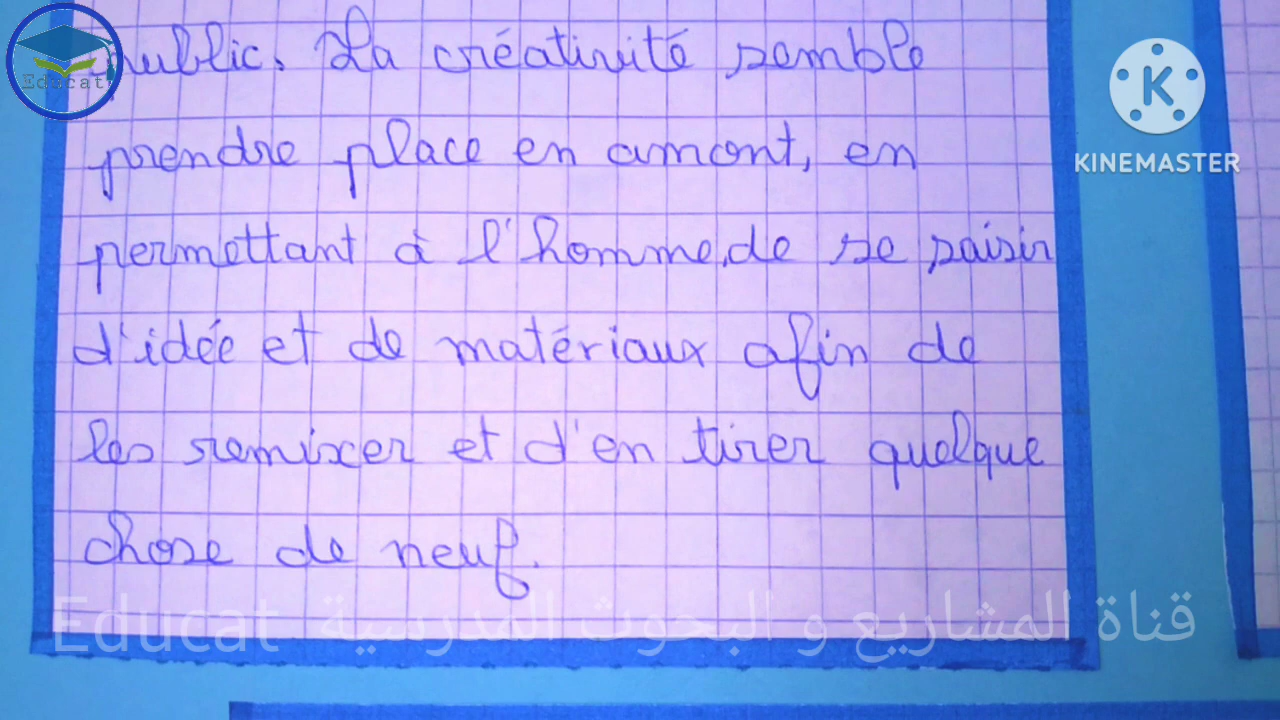 public. La créativité semble
prendre place en amont, en
permettant à l'homme, de se saisir
d'idée et de matériaux afin de
les remixer et d'en tirer quelque
chose de neuf.
Educat
K
KINEMASTER
Educat قناة المشاريع و البحوث المدرسية